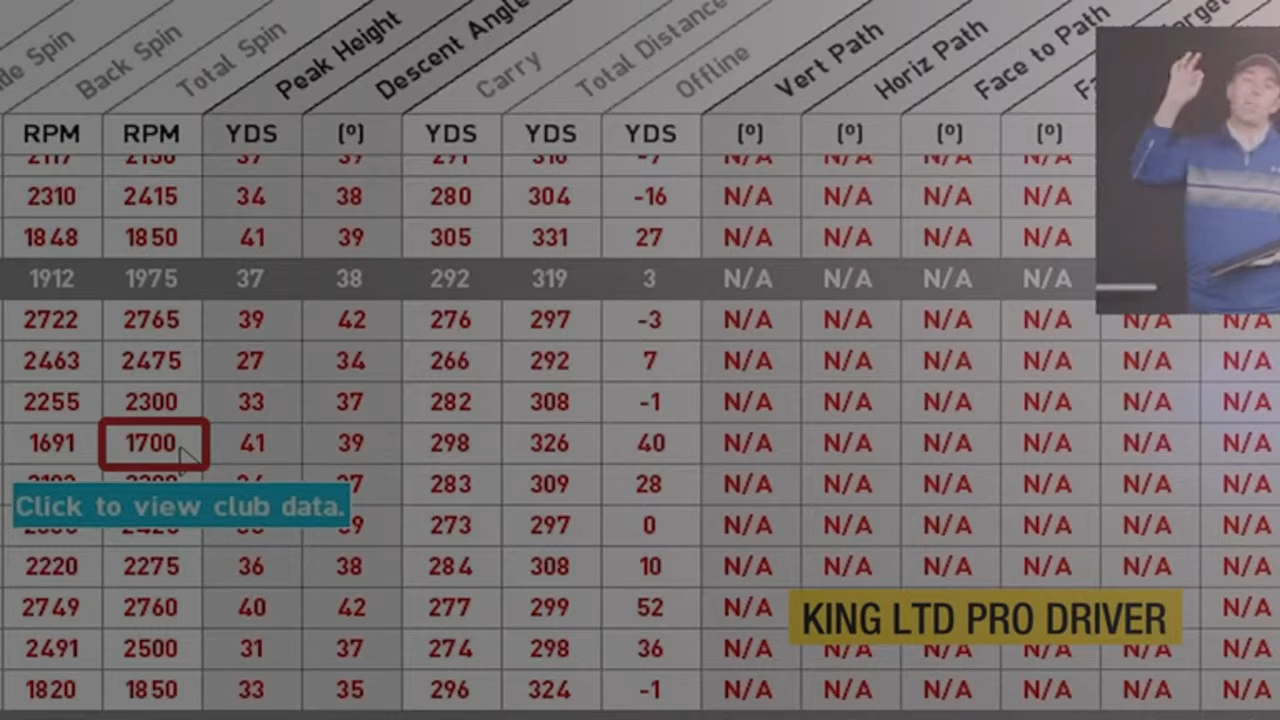 Spin Back Spin Total Spin Peak Height Descent Angle Carry Total Distance Offline Vert Path Horiz Path Face to Path
RPM RPM YDS (º) YDS YDS YDS (º) (º) (º) (º)
37 291 -7 N/A N/A N/A N/A
2310 2415 34 38 280 304 -16 N/A N/A N/A N/A
1848 1850 41 39 305 331 27 N/A N/A N/A N/A
1912 1975 37 38 292 319 3 N/A N/A N/A N/A
2722 2765 39 42 276 297 -3 N/A N/A N/A N/A N/A N/A
2463 2475 27 34 266 292 7 N/A N/A N/A N/A N/A N/A
2255 2300 33 37 282 308 -1 N/A N/A N/A N/A N/A N/A
1691 1700 41 39 298 326 40 N/A N/A N/A N/A N/A N/A
283 309 28 N/A N/A N/A N/A N/A N/A
Click to view club data.
273 297 0 N/A N/A N/A N/A N/A N/A
2220 2275 36 38 284 308 10 N/A N/A N/A N/A N/A N/A
2749 2760 40 42 277 299 52 N/A N/A
KING LTD PRO DRIVER
2491 2500 31 37 274 298 36 N/A N/A N/A N/A N/A N/A
1820 1850 33 35 296 324 -1 N/A N/A N/A N/A N/A N/A